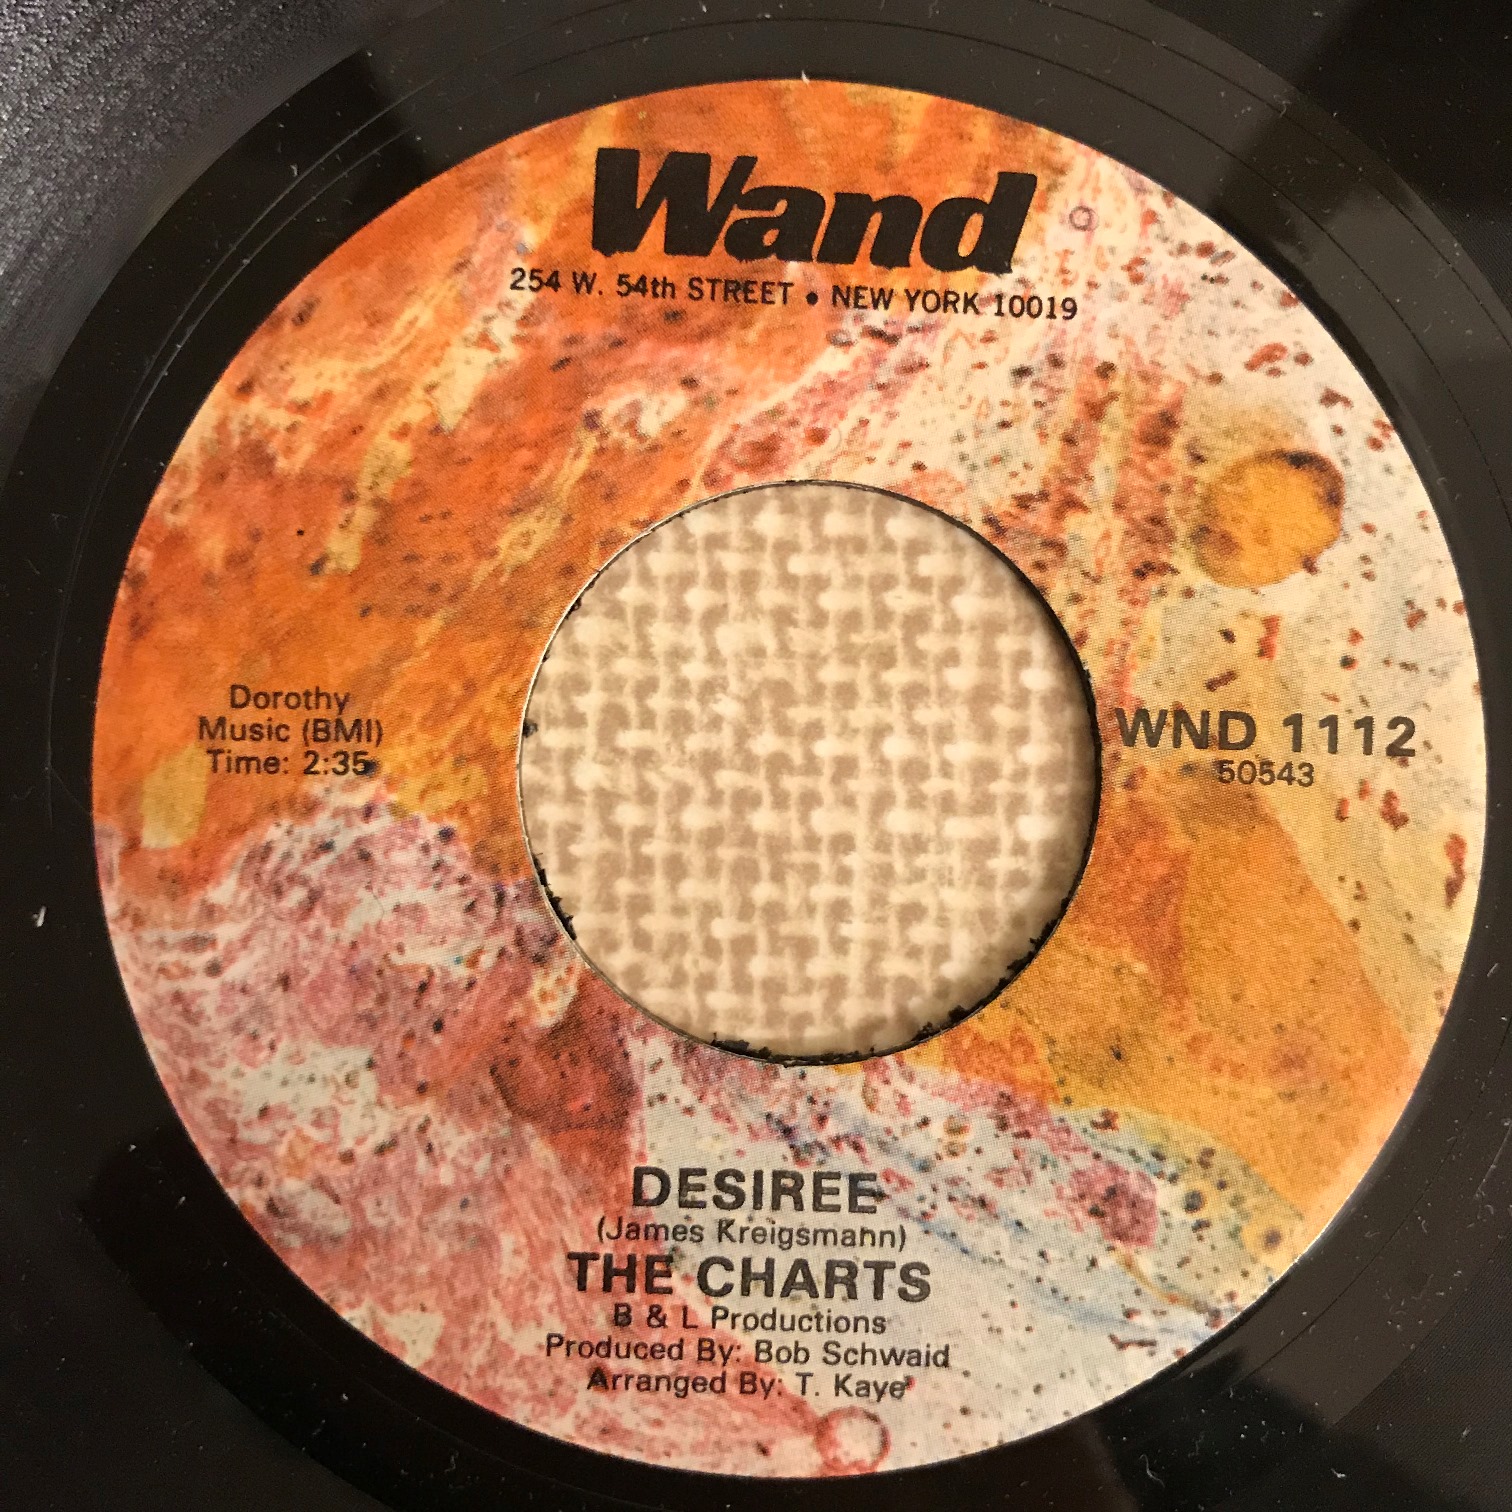 Wand
254 W. 54th STREET • NEW YORK 10019
Dorothy
Music (BMI)
Time: 2:35
WND 1112
50543
DESIREE
(James Kreigsmann)
THE CHARTS
B & L Productions
Produced By: Bob Schwaid
Arranged By: T. Kaye